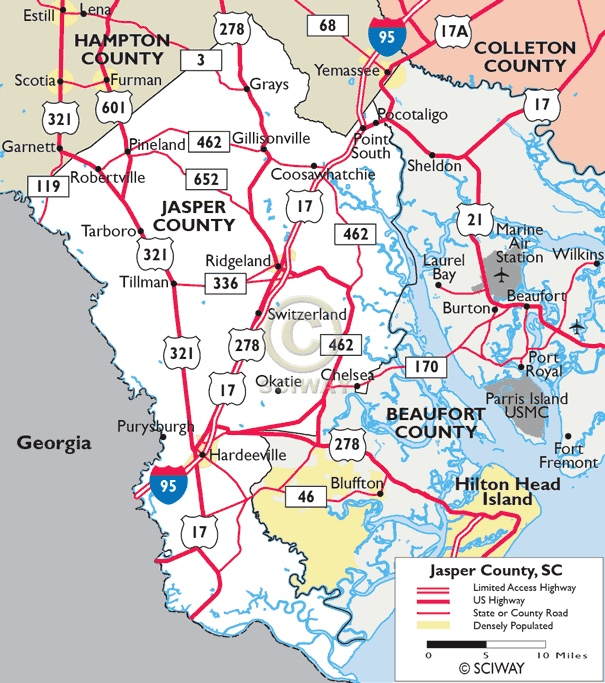 Estill
Lena
278
68
95
17A
HAMPTON
COUNTY
3
COLLETON
COUNTY
Yemassee
Scotia
Furman
Grays
601
17
321
Pocotaligo
Garnett
Pineland
462
Gillisonville
Point
South
Sheldon
Robertville
652
Coosawhatchie
119
JASPER
COUNTY
17
21
Marine
Air
Station
Tarboro
462
321
Ridgeland
Laurel
Bay
Wilkins
Tillman
336
Beaufort
Burton
Switzerland
©
SCIWAY
321
278
462
170
Port
Royal
17
Okatie
Chelsea
Parris Island
USMC
BEAUFORT
COUNTY
Purysburgh
Georgia
278
Fort
Fremont
Hardeeville
95
46
Bluffton
Hilton Head
Island
17
Jasper County, SC
Limited Access Highway
US Highway
State or County Road
Densely Populated
0 5 10 Miles
© SCIWAY